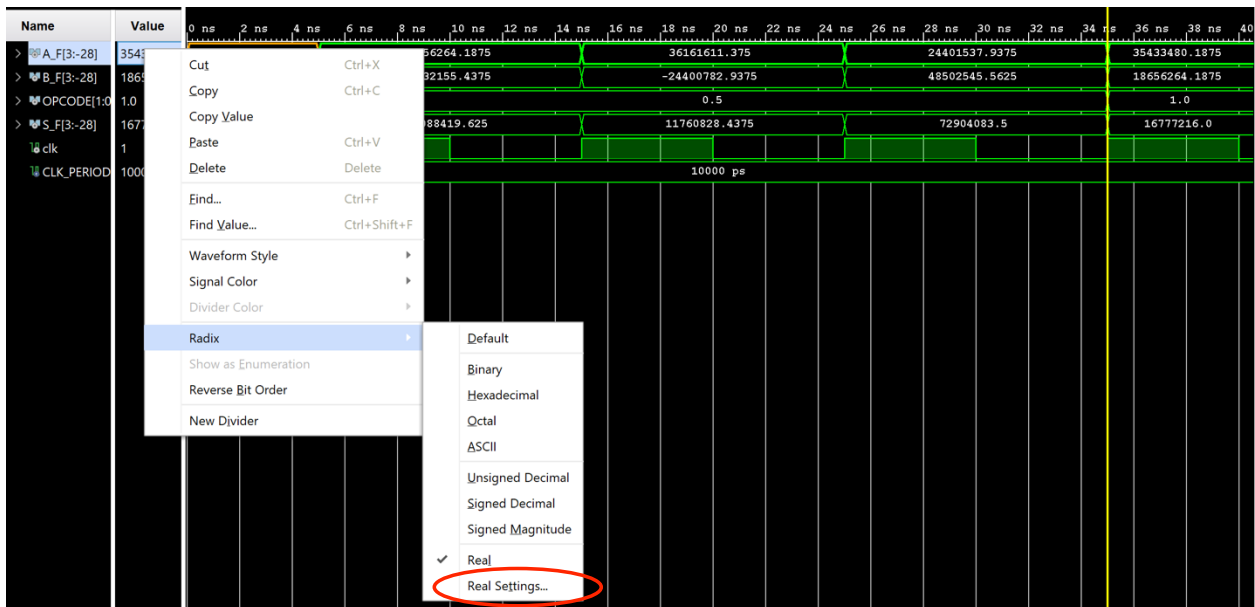 Name Value 0 ns 2 ns 4 ns 6 ns 8 ns 10 ns 12 ns 14 ns 16 ns 18 ns 20 ns 22 ns 24 ns 26 ns 28 ns 30 ns 32 ns 34 ns 36 ns 38 ns 40
A_F[3:-28] 3543 56264.1875 36161611.375 24401537.9375 35433480.1875
B_F[3:-28] 1865 32155.4375 -24400782.9375 48502545.5625 18656264.1875
OPCODE[1:0 1.0 0.5 1.0
S_F[3:-28] 1677 088419.625 11760828.4375 72904083.5 16777216.0
clk 1
CLK_PERIOD 1000 10000 ps
Cut Ctrl+X
Copy Ctrl+C
Copy Value
Paste Ctrl+V
Delete Delete
Find... Ctrl+F
Find Value... Ctrl+Shift+F
Waveform Style
Signal Color
Divider Color
Radix
Show as Enumeration
Reverse Bit Order
New Divider
Default
Binary
Hexadecimal
Octal
ASCII
Unsigned Decimal
Signed Decimal
Signed Magnitude
Real
Real Settings...